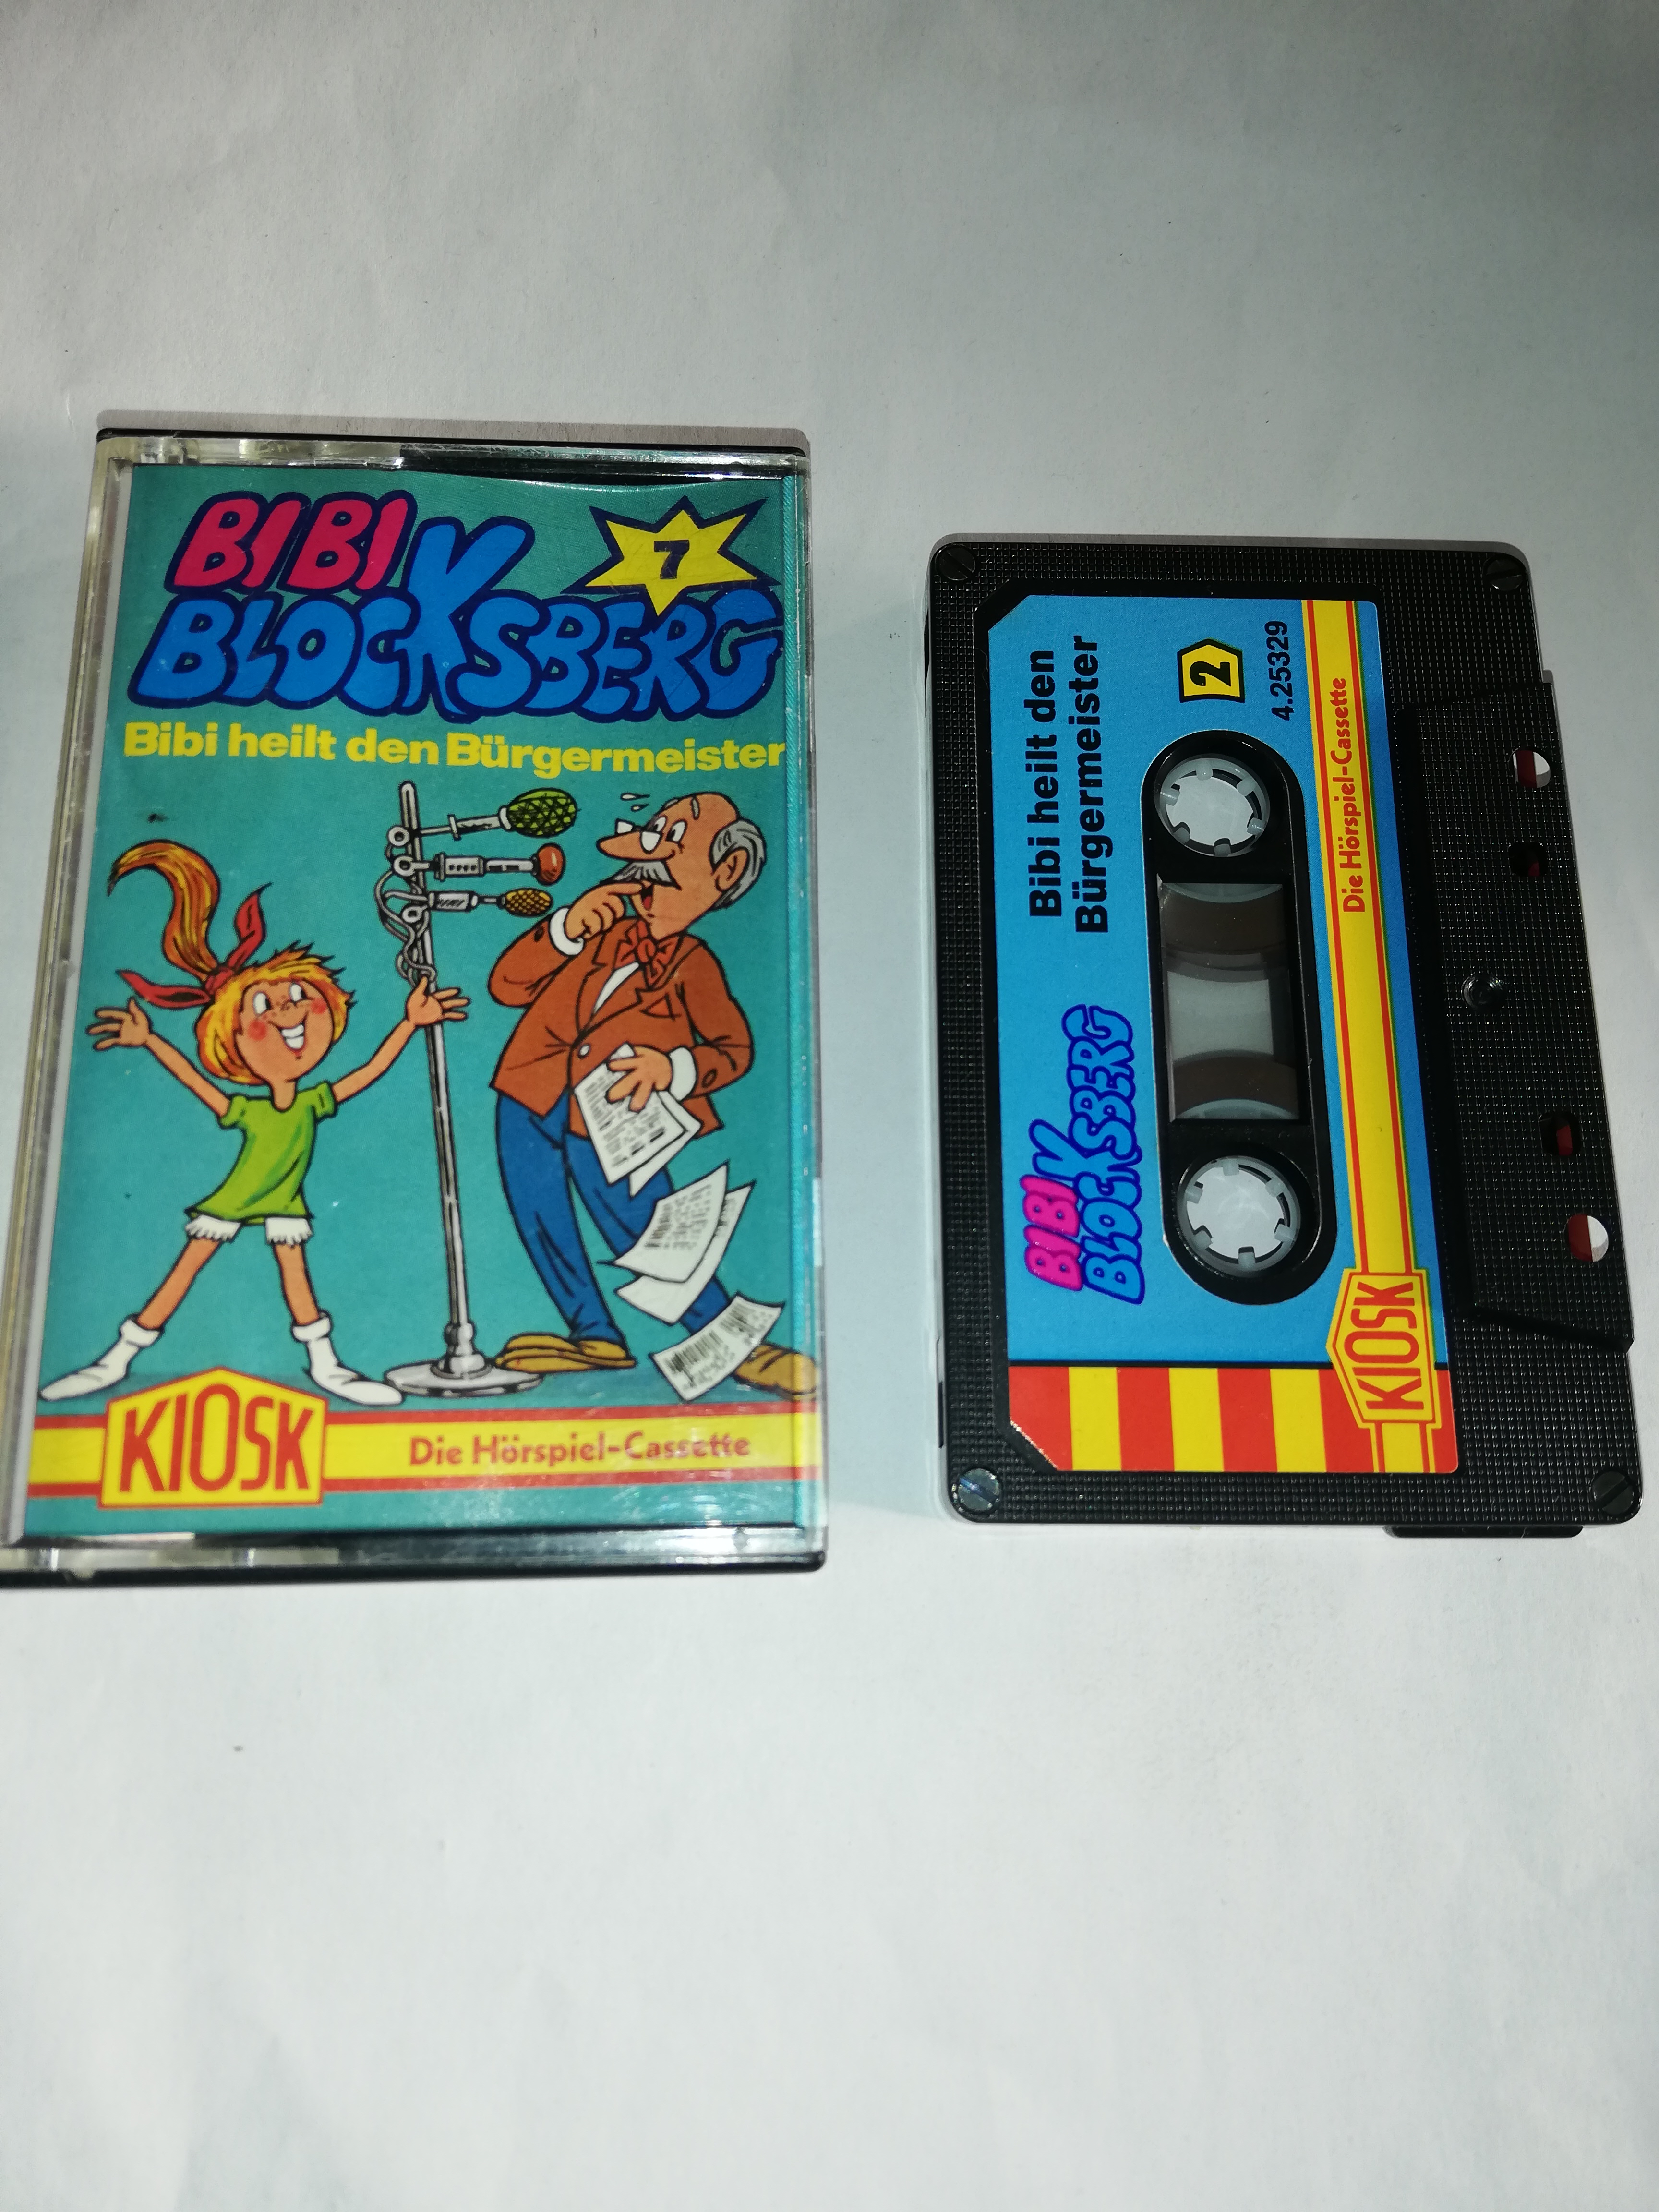 BIBI
BLOCKSBERG
7
Bibi heilt den Bürgermeister
KIOSK
Die Hörspiel-Cassette
BIBI
BLOCKSBERG
Bibi heilt den
Bürgermeister
2
4.25329
KIOSK
Die Hörspiel-Cassette